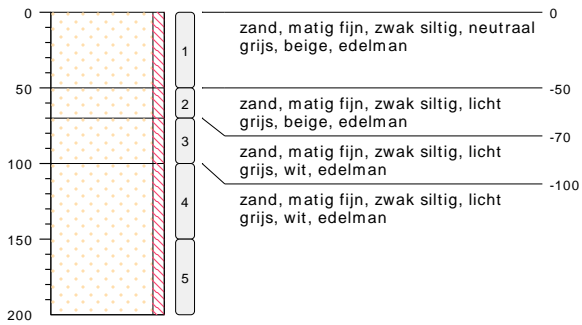 0
zand, matig fijn, zwak siltig, neutraal
grijs, beige, edelman
0
1
50
-50
zand, matig fijn, zwak siltig, licht
grijs, beige, edelman
2
-70
3
zand, matig fijn, zwak siltig, licht
grijs, wit, edelman
100
-100
4
zand, matig fijn, zwak siltig, licht
grijs, wit, edelman
150
5
200